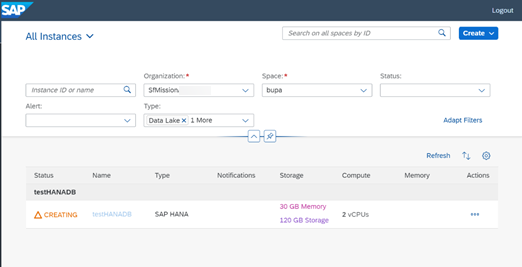 SAP
Logout
All Instances
Search on all spaces by ID
Create
Organization:*
Space:*
Status:
Instance ID or name
SfMission
bupa
Alert:
Type:
Data Lake
1 More
Adapt Filters
Refresh
Status Name Type Notifications Storage Compute Memory Actions
testHANADB
CREATING testHANADB SAP HANA 30 GB Memory 2 vCPUs
120 GB Storage